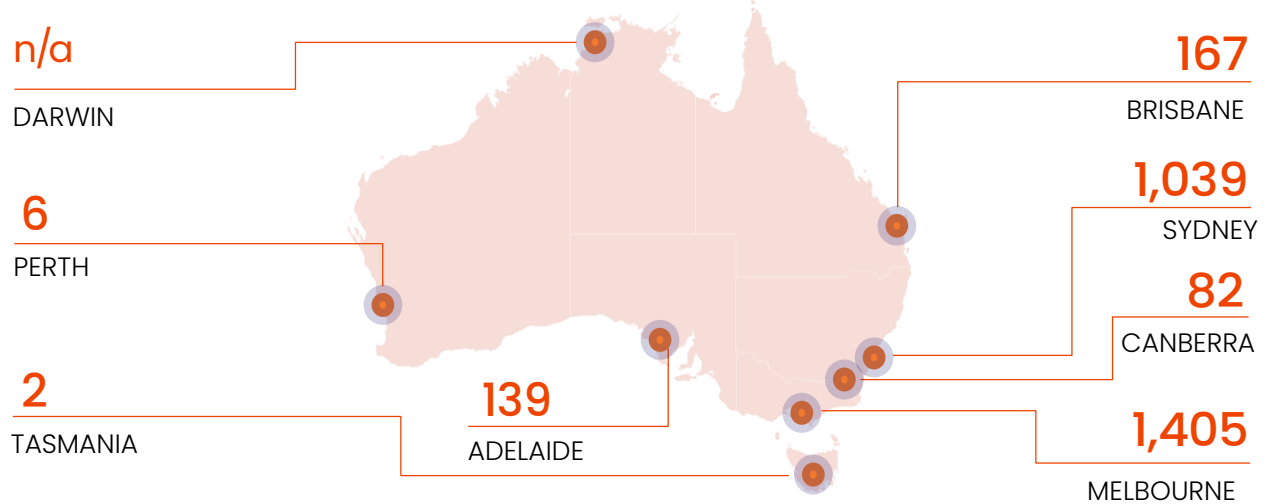 n/a
DARWIN
6
PERTH
2
TASMANIA
139
ADELAIDE
167
BRISBANE
1,039
SYDNEY
82
CANBERRA
1,405
MELBOURNE